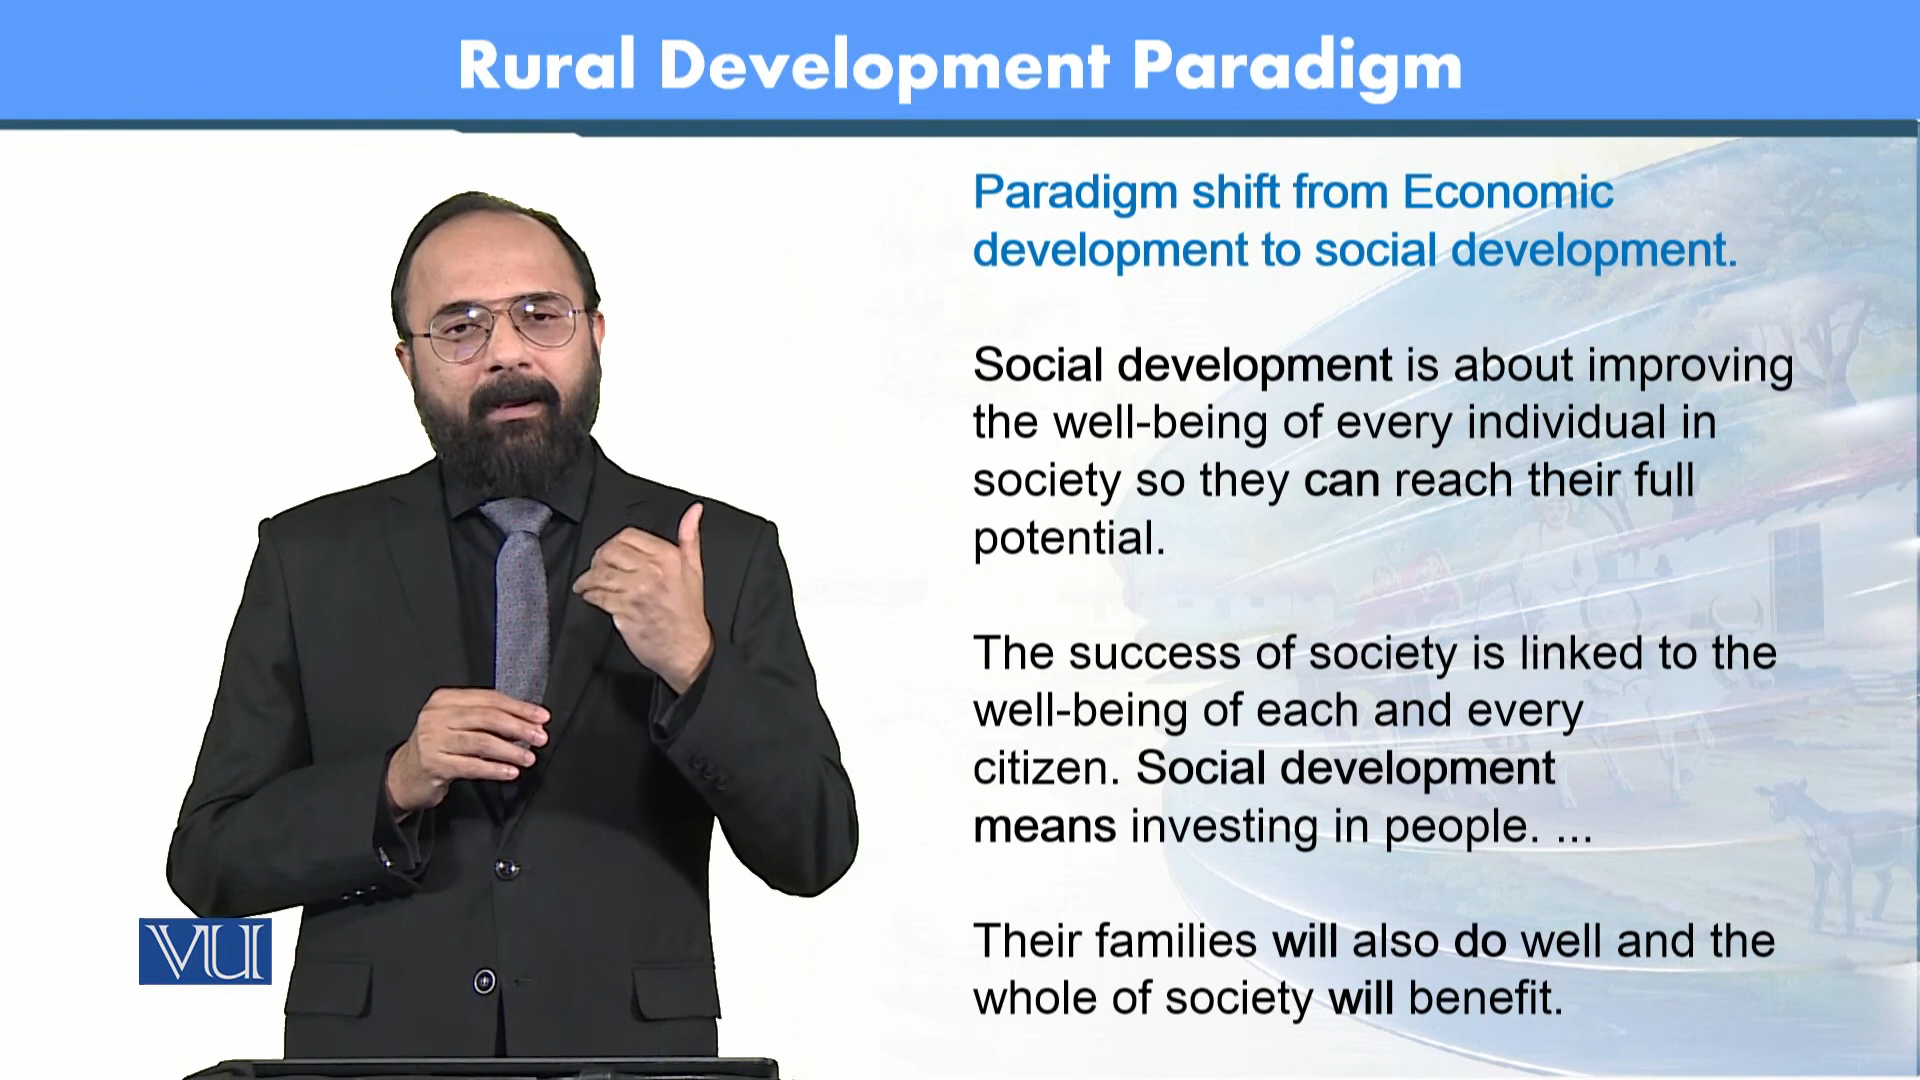 Rural Development Paradigm
Paradigm shift from Economic
development to social development.
Social development is about improving
the well-being of every individual in
society so they can reach their full
potential.
The success of society is linked to the
well-being of each and every
citizen. Social development
means investing in people. ...
Their families will also do well and the
whole of society will benefit.
VU